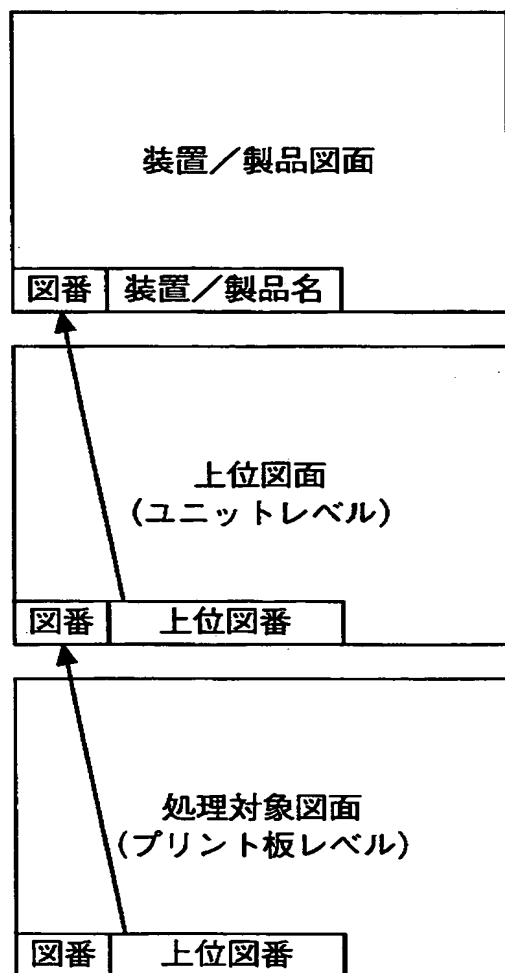 装置／製品図面
図番 装置／製品名
上位図面
(ユニットレベル)
図番 上位図番
処理対象図面
(プリント板レベル)
図番 上位図番